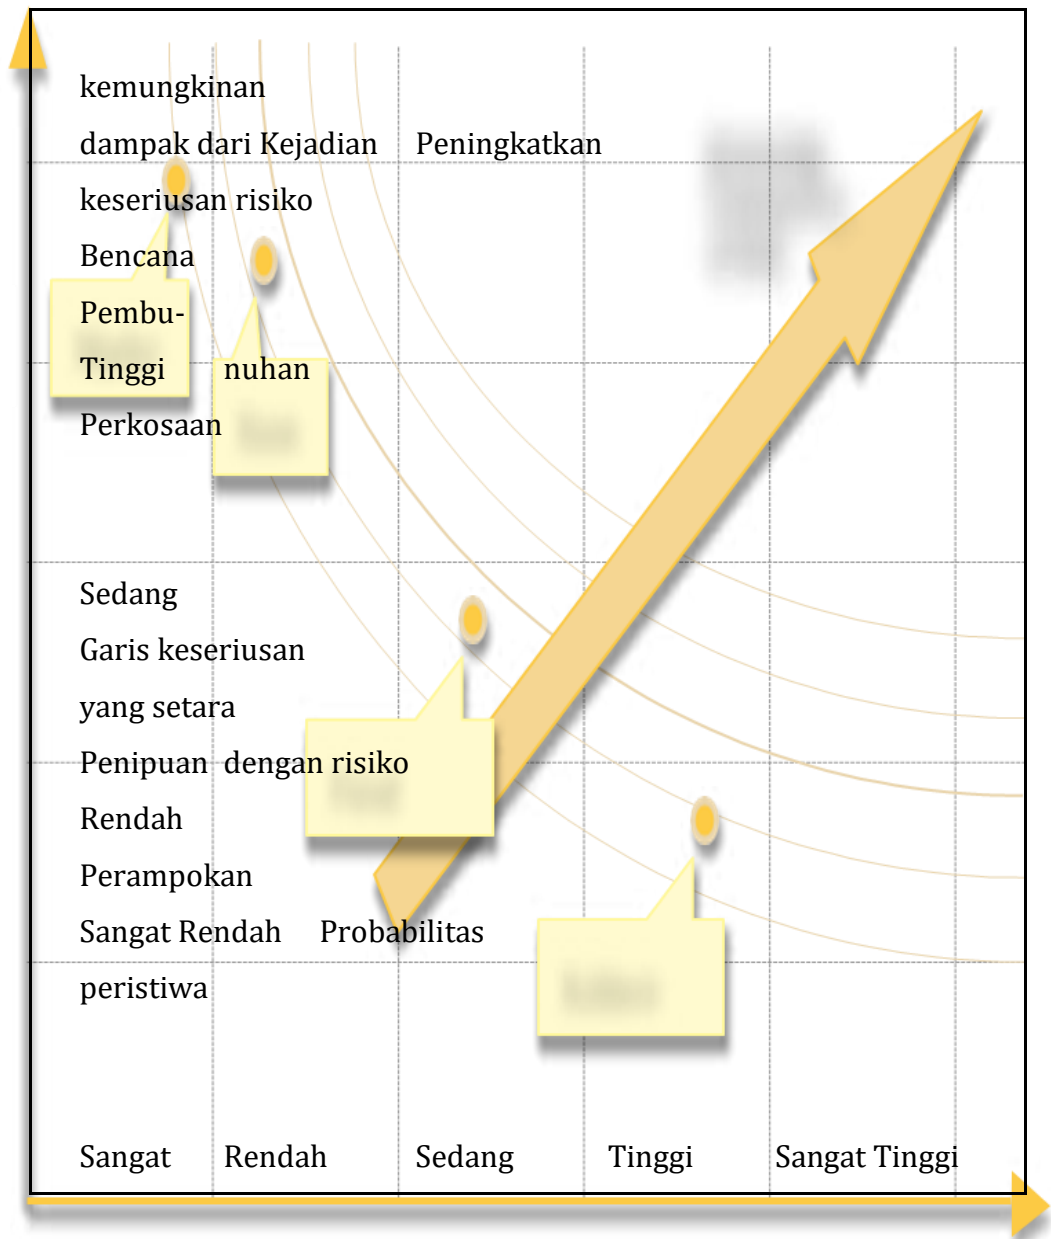 kemungkinan
dampak dari Kejadian Peningkatkan
keseriusan risiko
Bencana
Pembu-
Tinggi nuhan
Perkosaan
Sedang
Garis keseriusan
yang setara
Penipuan dengan risiko
Rendah
Perampokan
Sangat Rendah Probabilitas
peristiwa
Sangat Rendah Sedang Tinggi Sangat Tinggi